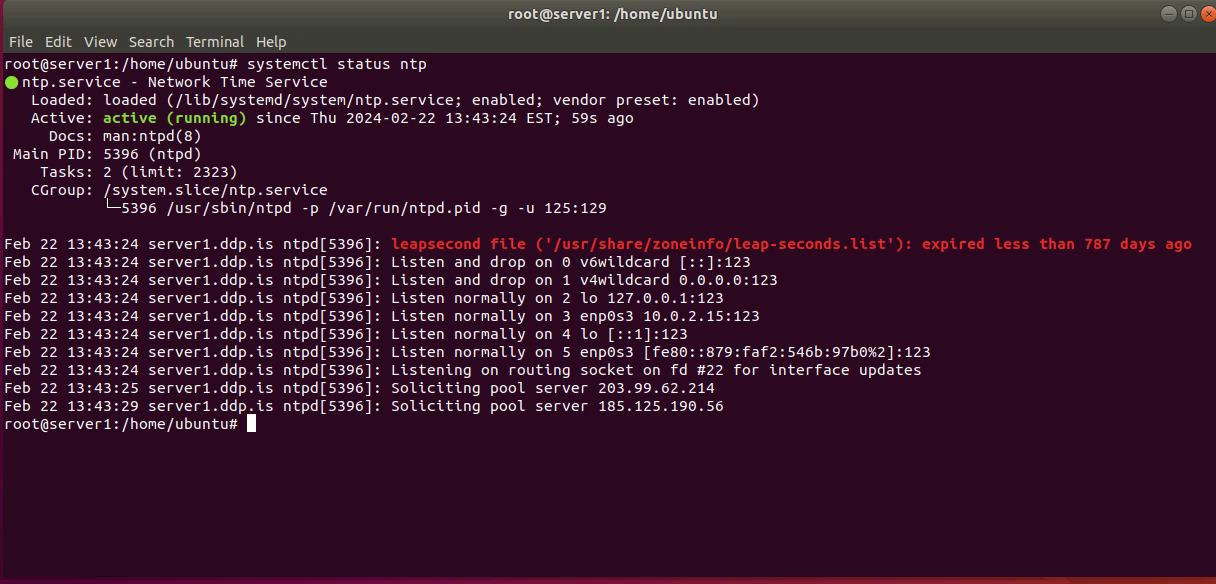 root@server1: /home/ubuntu
File Edit View Search Terminal Help
root@server1:/home/ubuntu# systemctl status ntp
● ntp.service - Network Time Service
   Loaded: loaded (/lib/systemd/system/ntp.service; enabled; vendor preset: enabled)
   Active: active (running) since Thu 2024-02-22 13:43:24 EST; 59s ago
     Docs: man:ntpd(8)
 Main PID: 5396 (ntpd)
    Tasks: 2 (limit: 2323)
   CGroup: /system.slice/ntp.service
           └─5396 /usr/sbin/ntpd -p /var/run/ntpd.pid -g -u 125:129
Feb 22 13:43:24 server1.ddp.is ntpd[5396]: leapsecond file ('/usr/share/zoneinfo/leap-seconds.list'): expired less than 787 days ago
Feb 22 13:43:24 server1.ddp.is ntpd[5396]: Listen and drop on 0 v6wildcard [::]:123
Feb 22 13:43:24 server1.ddp.is ntpd[5396]: Listen and drop on 1 v4wildcard 0.0.0.0:123
Feb 22 13:43:24 server1.ddp.is ntpd[5396]: Listen normally on 2 lo 127.0.0.1:123
Feb 22 13:43:24 server1.ddp.is ntpd[5396]: Listen normally on 3 enp0s3 10.0.2.15:123
Feb 22 13:43:24 server1.ddp.is ntpd[5396]: Listen normally on 4 lo [::1]:123
Feb 22 13:43:24 server1.ddp.is ntpd[5396]: Listen normally on 5 enp0s3 [fe80::879:faf2:546b:97b0%2]:123
Feb 22 13:43:24 server1.ddp.is ntpd[5396]: Listening on routing socket on fd #22 for interface updates
Feb 22 13:43:25 server1.ddp.is ntpd[5396]: Soliciting pool server 203.99.62.214
Feb 22 13:43:29 server1.ddp.is ntpd[5396]: Soliciting pool server 185.125.190.56
root@server1:/home/ubuntu#